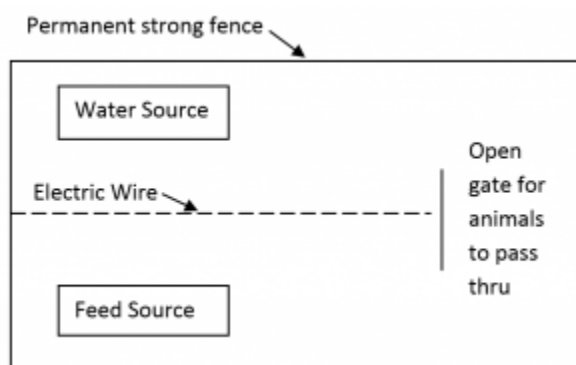 Permanent strong fence
Water Source
Open
gate for
animals
to pass
thru
Electric Wire
Feed Source